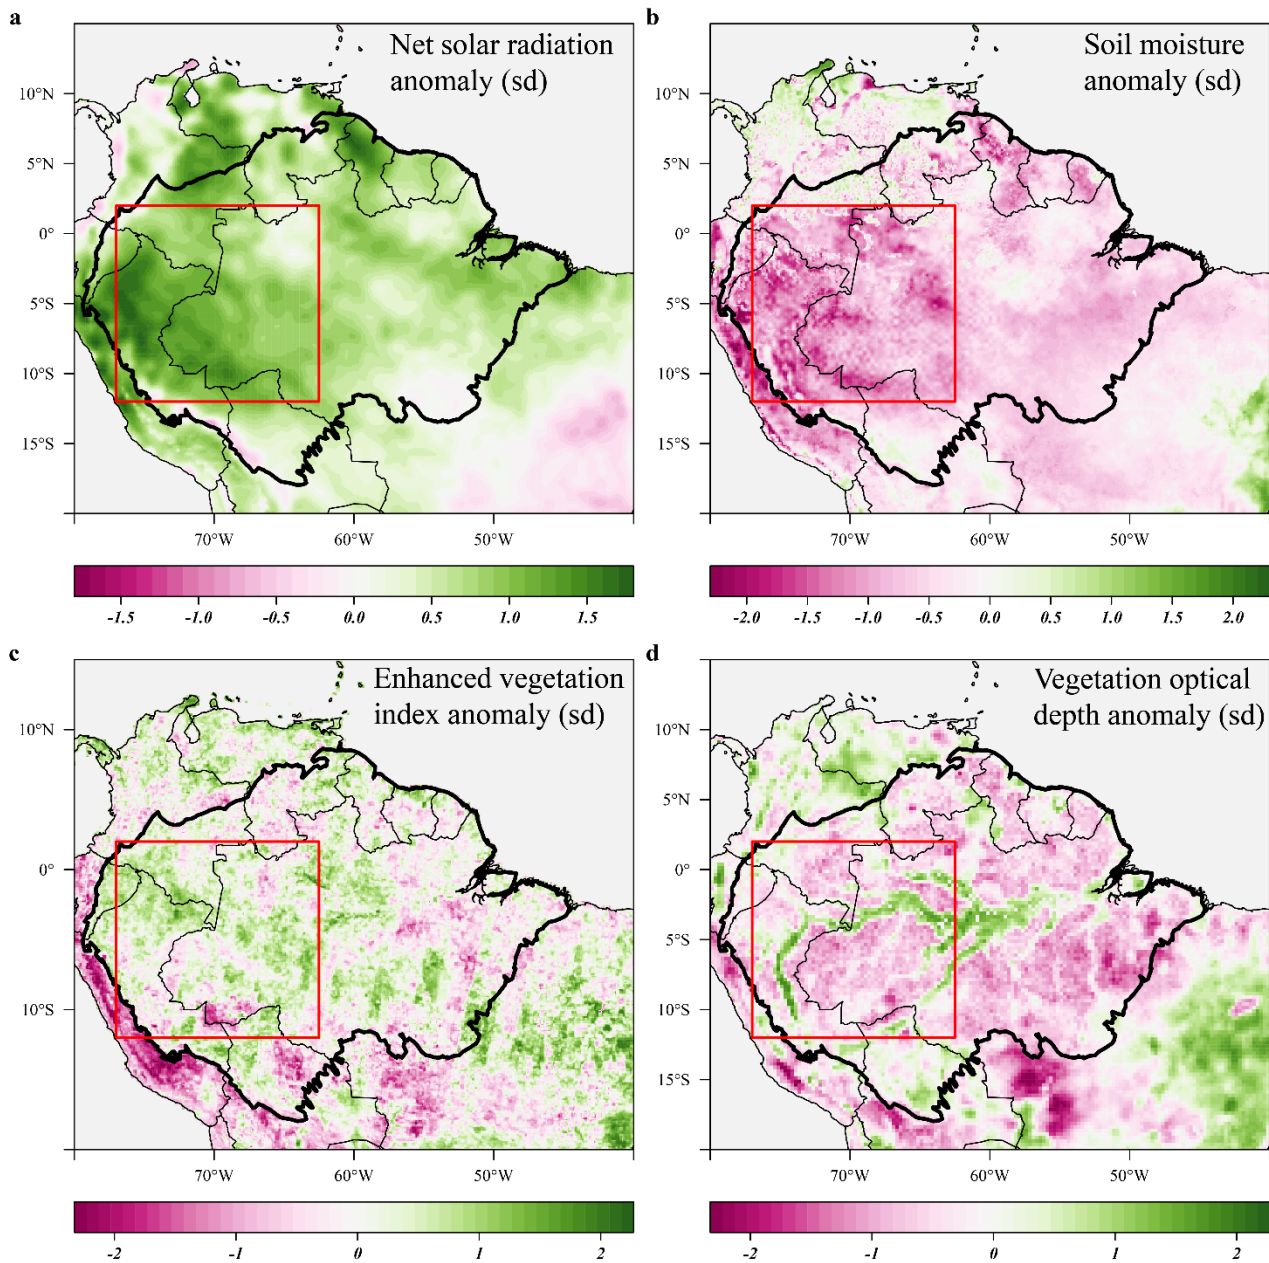 a
Net solar radiation
anomaly (sd)
10°N
5°N
0°
5°S
10°S
15°S
70°W 60°W 50°W
-1.5 -1.0 -0.5 0.0 0.5 1.0 1.5
b
Soil moisture
anomaly (sd)
10°N
5°N
0°
5°S
10°S
15°S
70°W 60°W 50°W
-2.0 -1.5 -1.0 -0.5 0.0 0.5 1.0 1.5 2.0
c
Enhanced vegetation
index anomaly (sd)
10°N
0°
10°S
70°W 60°W 50°W
-2 -1 0 1 2
d
Vegetation optical
depth anomaly (sd)
10°N
5°N
0°
5°S
10°S
15°S
70°W 60°W 50°W
-2 -1 0 1 2